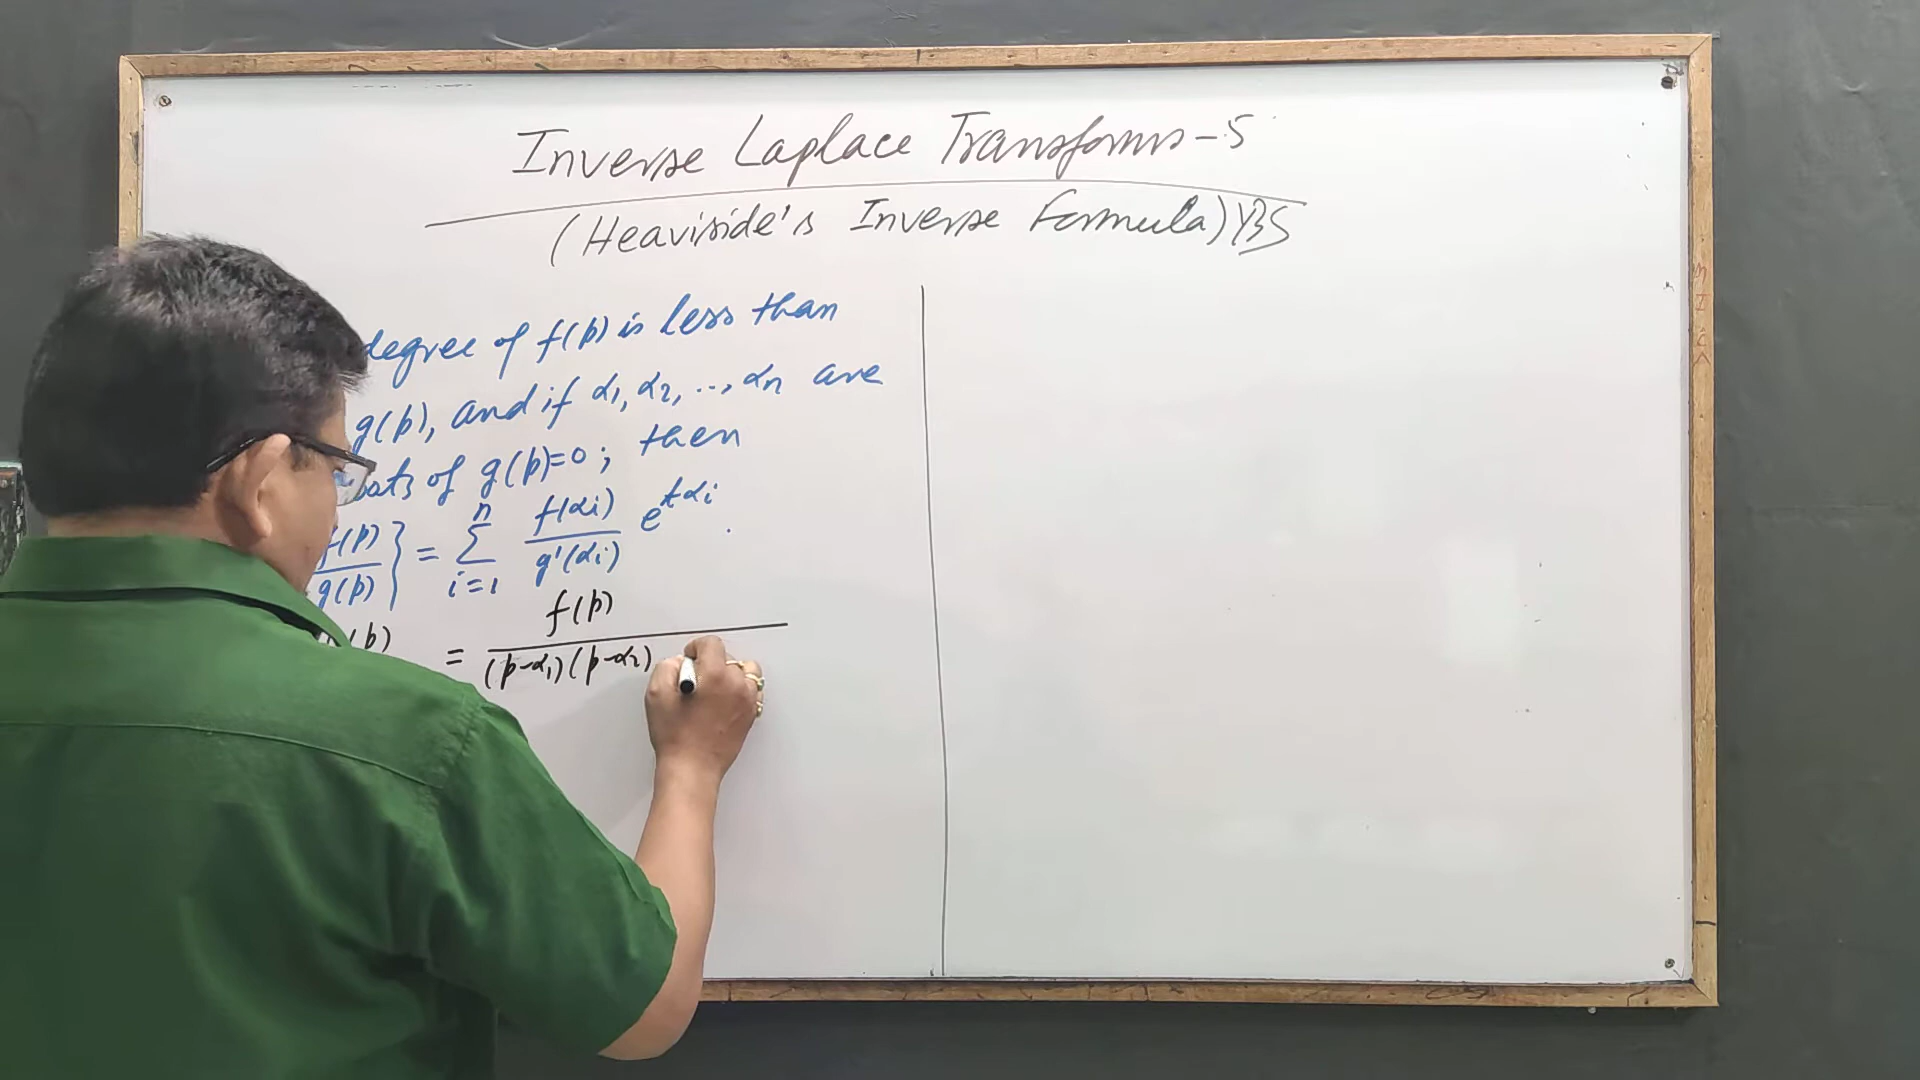 Inverse Laplace Transforms-5
(Heaviside's Inverse Formula) YBS
degree of f(p) is less than
g(p), and if α1, α2, ..., αn are
of g(p)=0; then
f(p)/g(p)} = Σ_{i=1}^{n} f(αi)/g'(αi) e^{tαi}.
(p) = f(p)/(p-α1)(p-α2)